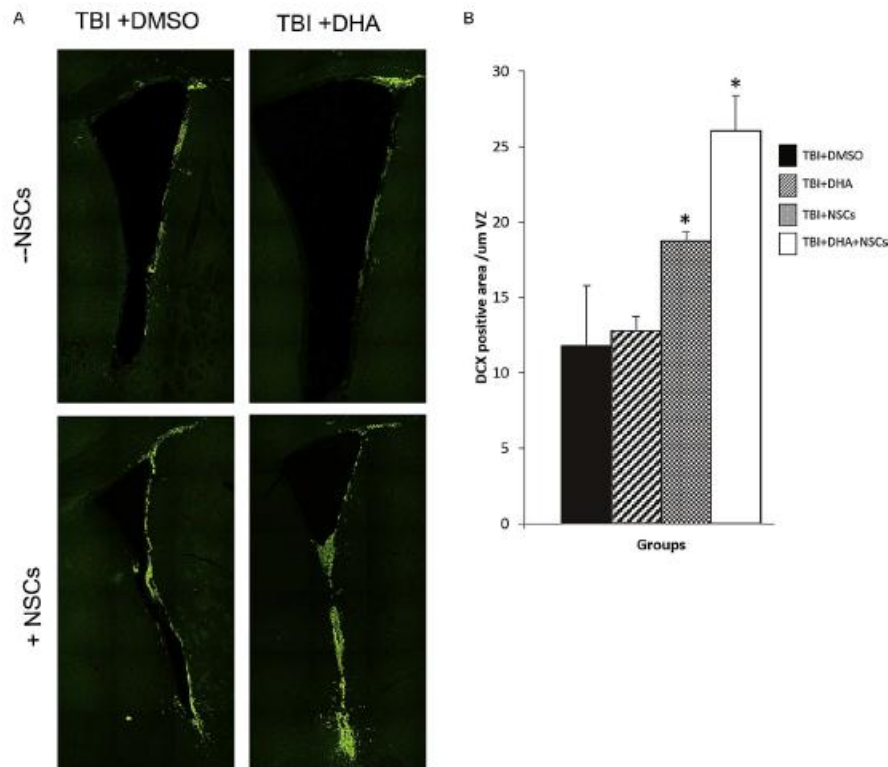 A
TBI +DMSO
TBI +DHA
--NSCs
+ NSCs
B
DCX positive area /um VZ
30
25
20
15
10
5
0
*
*
Groups
TBI+DMSO
TBI+DHA
TBI+NSCs
TBI+DHA+NSCs